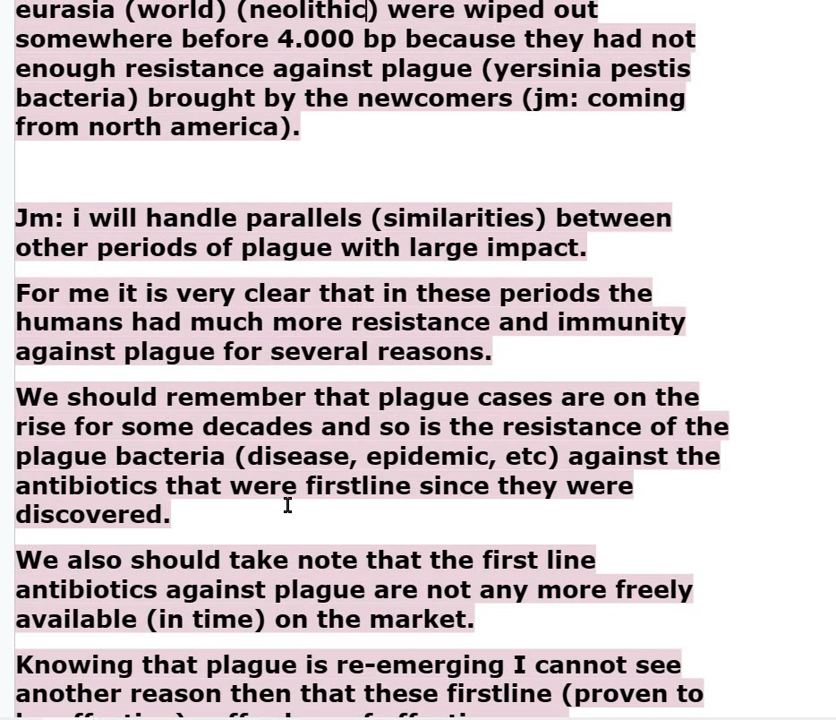 eurasia (world) (neolithic) were wiped out
somewhere before 4.000 bp because they had not
enough resistance against plague (yersinia pestis
bacteria) brought by the newcomers (jm: coming
from north america).
Jm: i will handle parallels (similarities) between
other periods of plague with large impact.
For me it is very clear that in these periods the
humans had much more resistance and immunity
against plague for several reasons.
We should remember that plague cases are on the
rise for some decades and so is the resistance of the
plague bacteria (disease, epidemic, etc) against the
antibiotics that were firstline since they were
discovered.
We also should take note that the first line
antibiotics against plague are not any more freely
available (in time) on the market.
Knowing that plague is re-emerging I cannot see
another reason then that these firstline (proven to